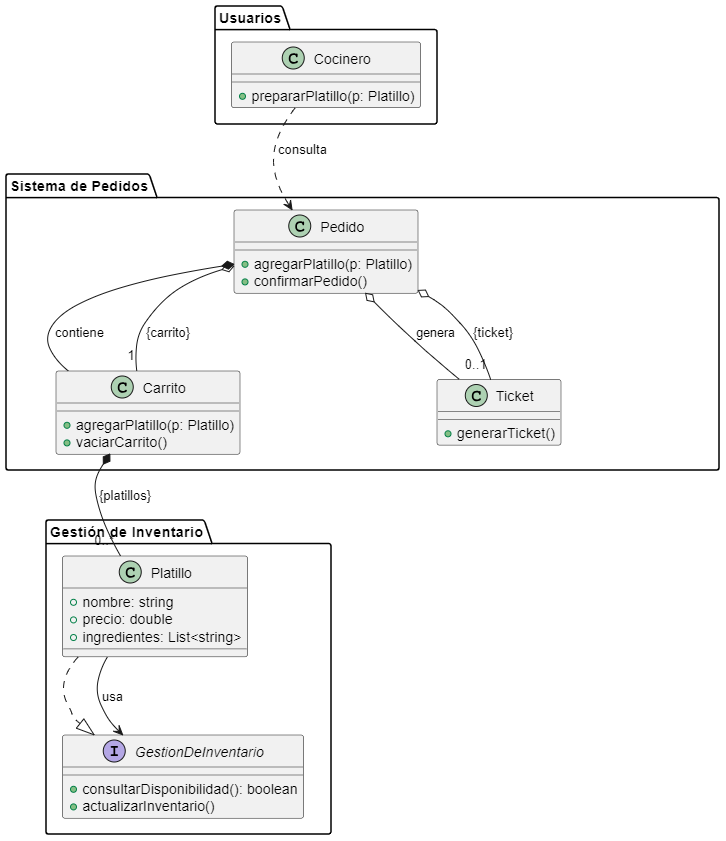 Usuarios
C Cocinero
prepararPlatillo(p: Platillo)
consulta
Sistema de Pedidos
C Pedido
agregarPlatillo(p: Platillo)
confirmarPedido()
contiene
{carrito}
genera
{ticket}
1
0..1
C Carrito
agregarPlatillo(p: Platillo)
vaciarCarrito()
C Ticket
generarTicket()
{platillos}
Gestión de Inventario
C Platillo
nombre: string
precio: double
ingredientes: List<string>
usa
I GestionDeInventario
consultarDisponibilidad(): boolean
actualizarInventario()